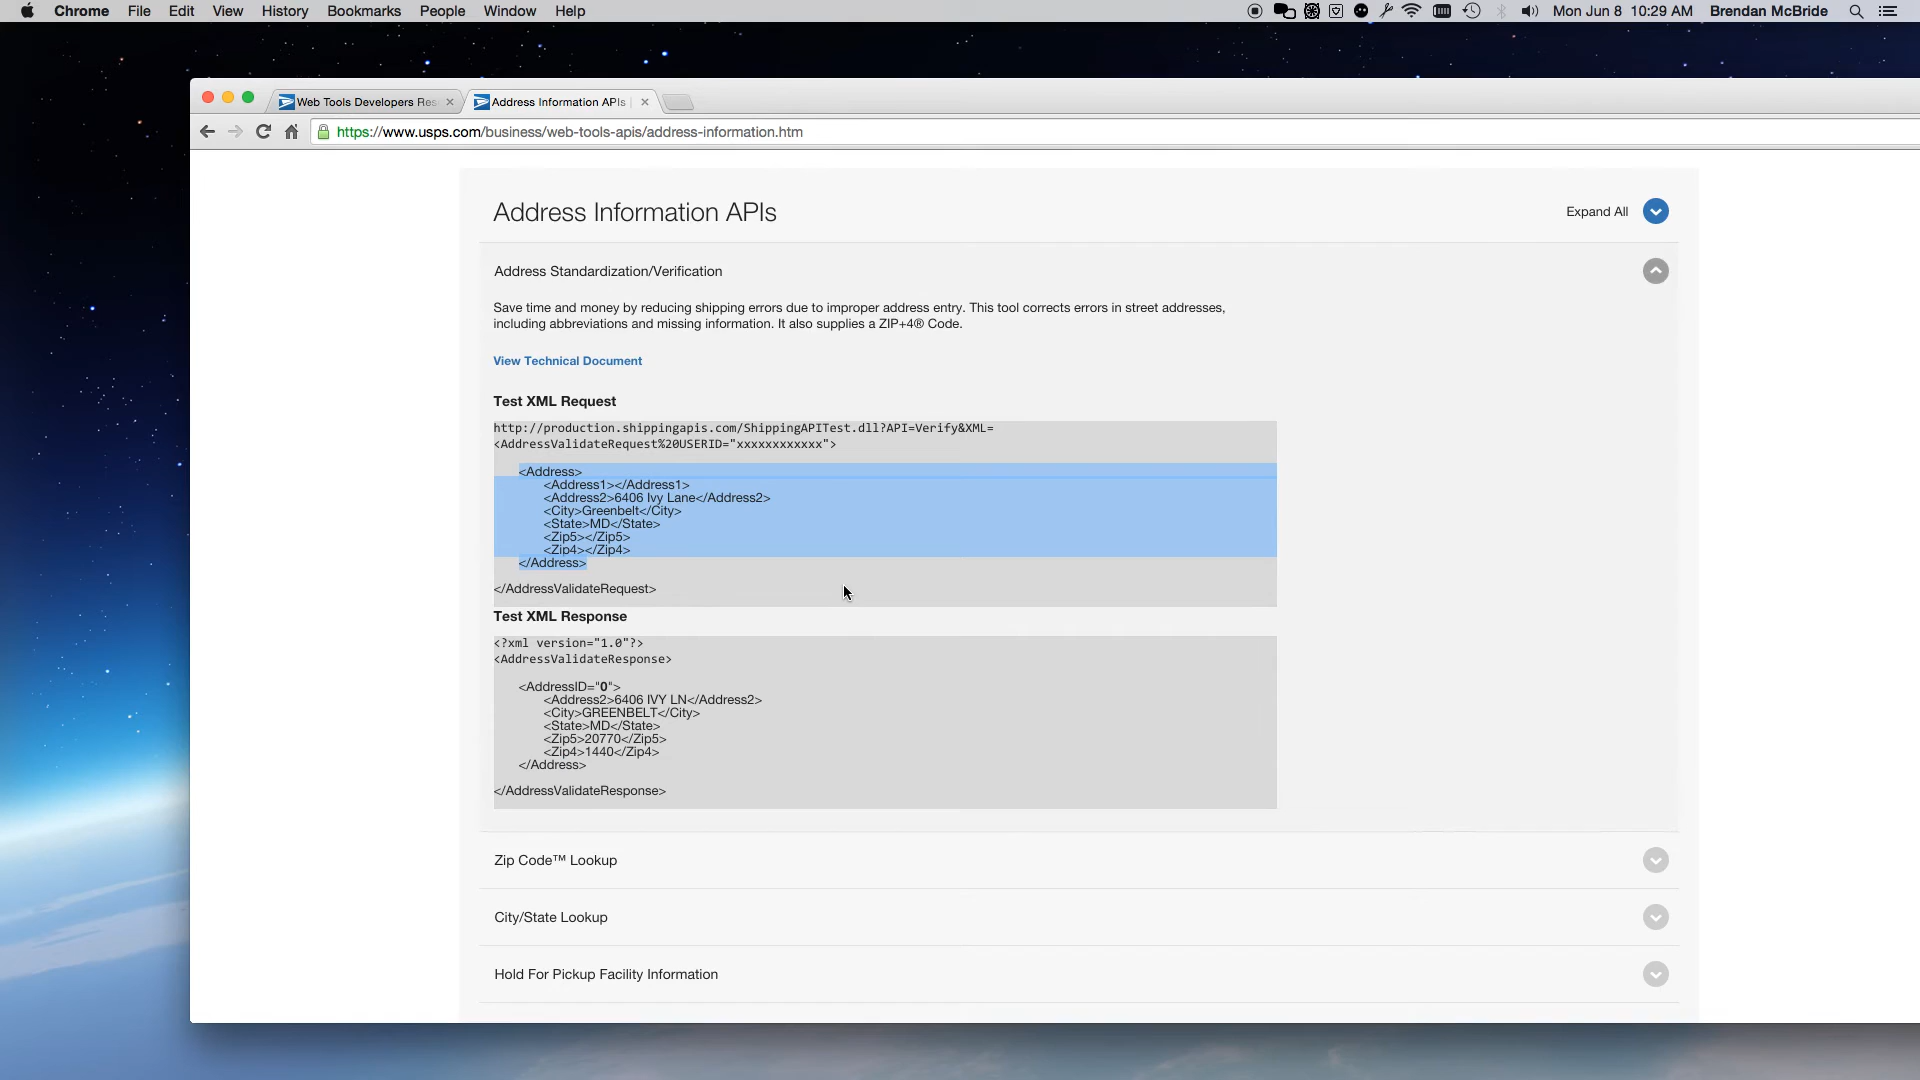 Chrome File Edit View History Bookmarks People Window Help Mon Jun 8 10:29 AM Brendan McBride
Web Tools Developers Res Address Information APIs
https://www.usps.com/business/web-tools-apis/address-information.htm
Address Information APIs Expand All
Address Standardization/Verification
Save time and money by reducing shipping errors due to improper address entry. This tool corrects errors in street addresses,
including abbreviations and missing information. It also supplies a ZIP+4® Code.
View Technical Document
Test XML Request
http://production.shippingapis.com/ShippingAPITest.dll?API=Verify&XML=
<AddressValidateRequest%20USERID="xxxxxxxxxxxx">
<Address>
<Address1></Address1>
<Address2>6406 Ivy Lane</Address2>
<City>Greenbelt</City>
<State>MD</State>
<Zip5></Zip5>
<Zip4></Zip4>
</Address>
</AddressValidateRequest>
Test XML Response
<?xml version="1.0"?>
<AddressValidateResponse>
<AddressID="0">
<Address2>6406 IVY LN</Address2>
<City>GREENBELT</City>
<State>MD</State>
<Zip5>20770</Zip5>
<Zip4>1440</Zip4>
</Address>
</AddressValidateResponse>
Zip Code™ Lookup
City/State Lookup
Hold For Pickup Facility Information